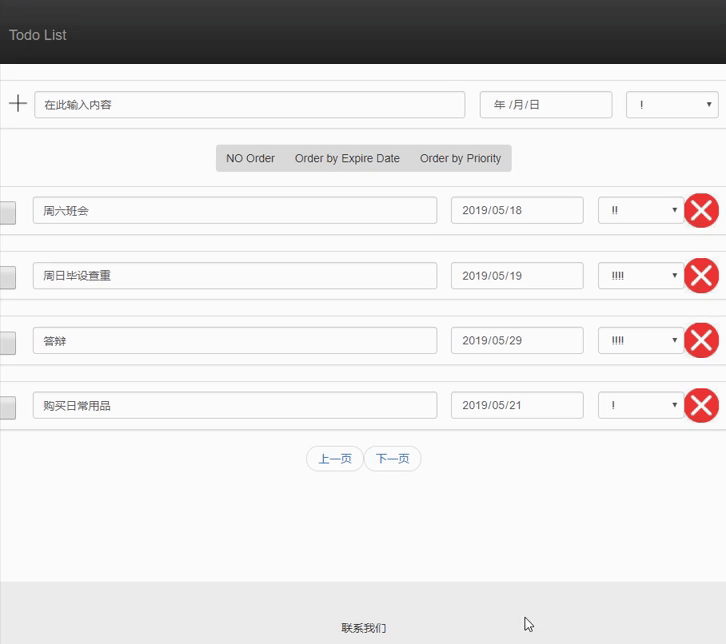 Todo List
在此输入内容 年 /月/日 !
NO Order Order by Expire Date Order by Priority
周六班会 2019/05/18 !!
周日毕设查重 2019/05/19 !!!!
答辩 2019/05/29 !!!!
购买日常用品 2019/05/21 !
上一页 下一页
联系我们